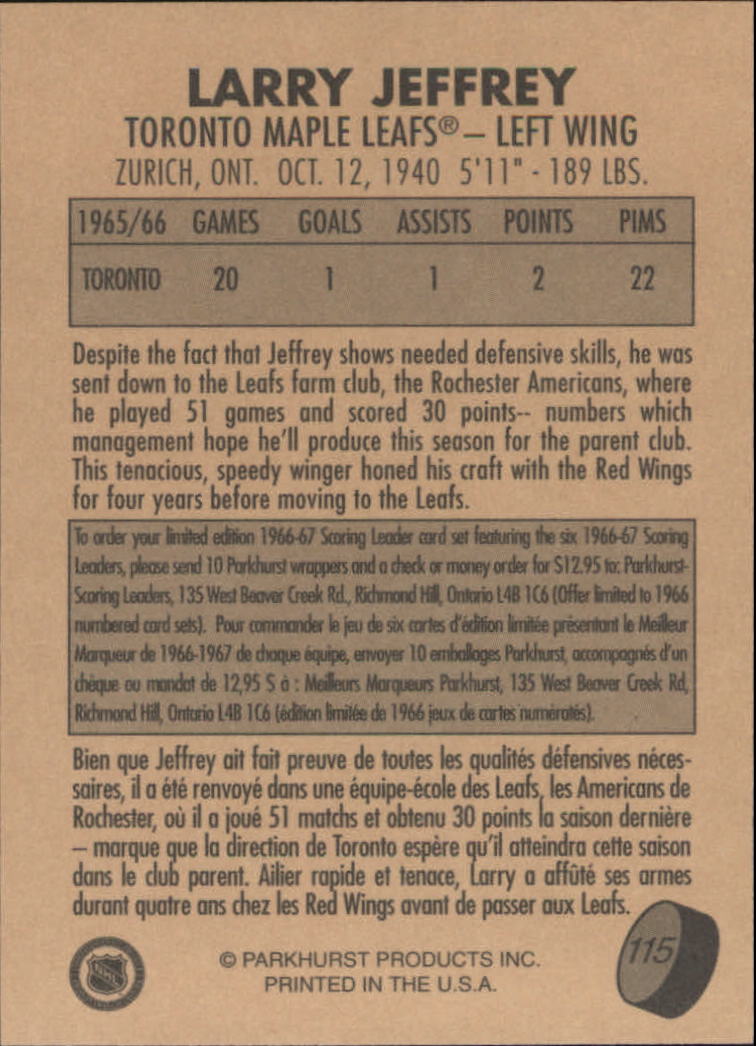 LARRY JEFFREY
TORONTO MAPLE LEAFS® – LEFT WING
ZURICH, ONT. OCT. 12, 1940 5'11" - 189 LBS.
1965/66 GAMES GOALS ASSISTS POINTS PIMS
TORONTO 20 1 1 2 22
Despite the fact that Jeffrey shows needed defensive skills, he was
sent down to the Leafs farm club, the Rochester Americans, where
he played 51 games and scored 30 points-- numbers which
management hope he'll produce this season for the parent club.
This tenacious, speedy winger honed his craft with the Red Wings
for four years before moving to the Leafs.
To order your limited edition 1966-67 Scoring Leader card set featuring the six 1966-67 Scoring
Leaders, please send 10 Parkhurst wrappers and a check or money order for $12.95 to: Parkhurst-
Scoring Leaders, 135 West Beaver Creek Rd., Richmond Hill, Ontario L4B 1C6 (Offer limited to 1966
numbered card sets). Pour commander le jeu de six cartes d'édition limitée présentant le Meilleur
Marqueur de 1966-1967 de chaque équipe, envoyer 10 emballages Parkhurst, accompagnés d'un
chèque ou mandat de 12,95 $ à : Meilleurs Marqueurs Parkhurst, 135 West Beaver Creek Rd,
Richmond Hill, Ontario L4B 1C6 (édition limitée de 1966 jeux de cartes numérotés).
Bien que Jeffrey ait fait preuve de toutes les qualités défensives néces-
saires, il a été renvoyé dans une équipe-école des Leafs, les Americans de
Rochester, où il a joué 51 matchs et obtenu 30 points la saison dernière
– marque que la direction de Toronto espère qu'il atteindra cette saison
dans le club parent. Ailier rapide et tenace, Larry a affûté ses armes
durant quatre ans chez les Red Wings avant de passer aux Leafs.
115
NHL
© PARKHURST PRODUCTS INC.
PRINTED IN THE U.S.A.